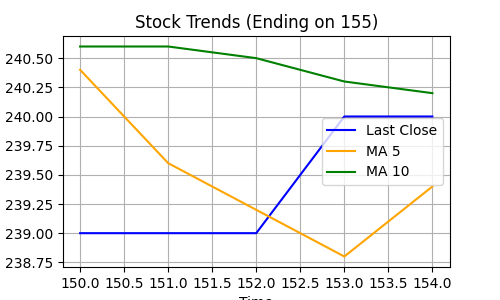 Stock Trends (Ending on 155)
240.50
240.25
240.00
239.75
239.50
239.25
239.00
238.75
Last Close
MA 5
MA 10
150.0 150.5 151.0 151.5 152.0 152.5 153.0 153.5 154.0
Time